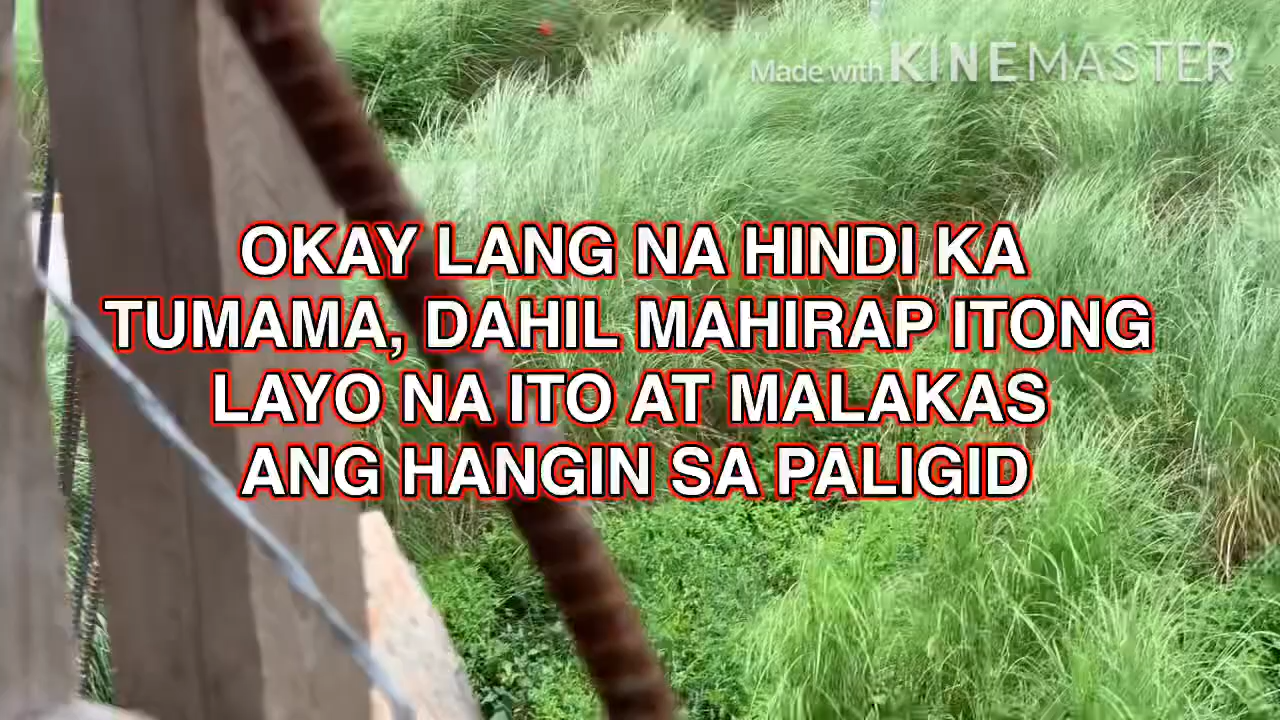 Made with KINEMASTER
OKAY LANG NA HINDI KA
TUMAMA, DAHIL MAHIRAP ITONG
LAYO NA ITO AT MALAKAS
ANG HANGIN SA PALIGID